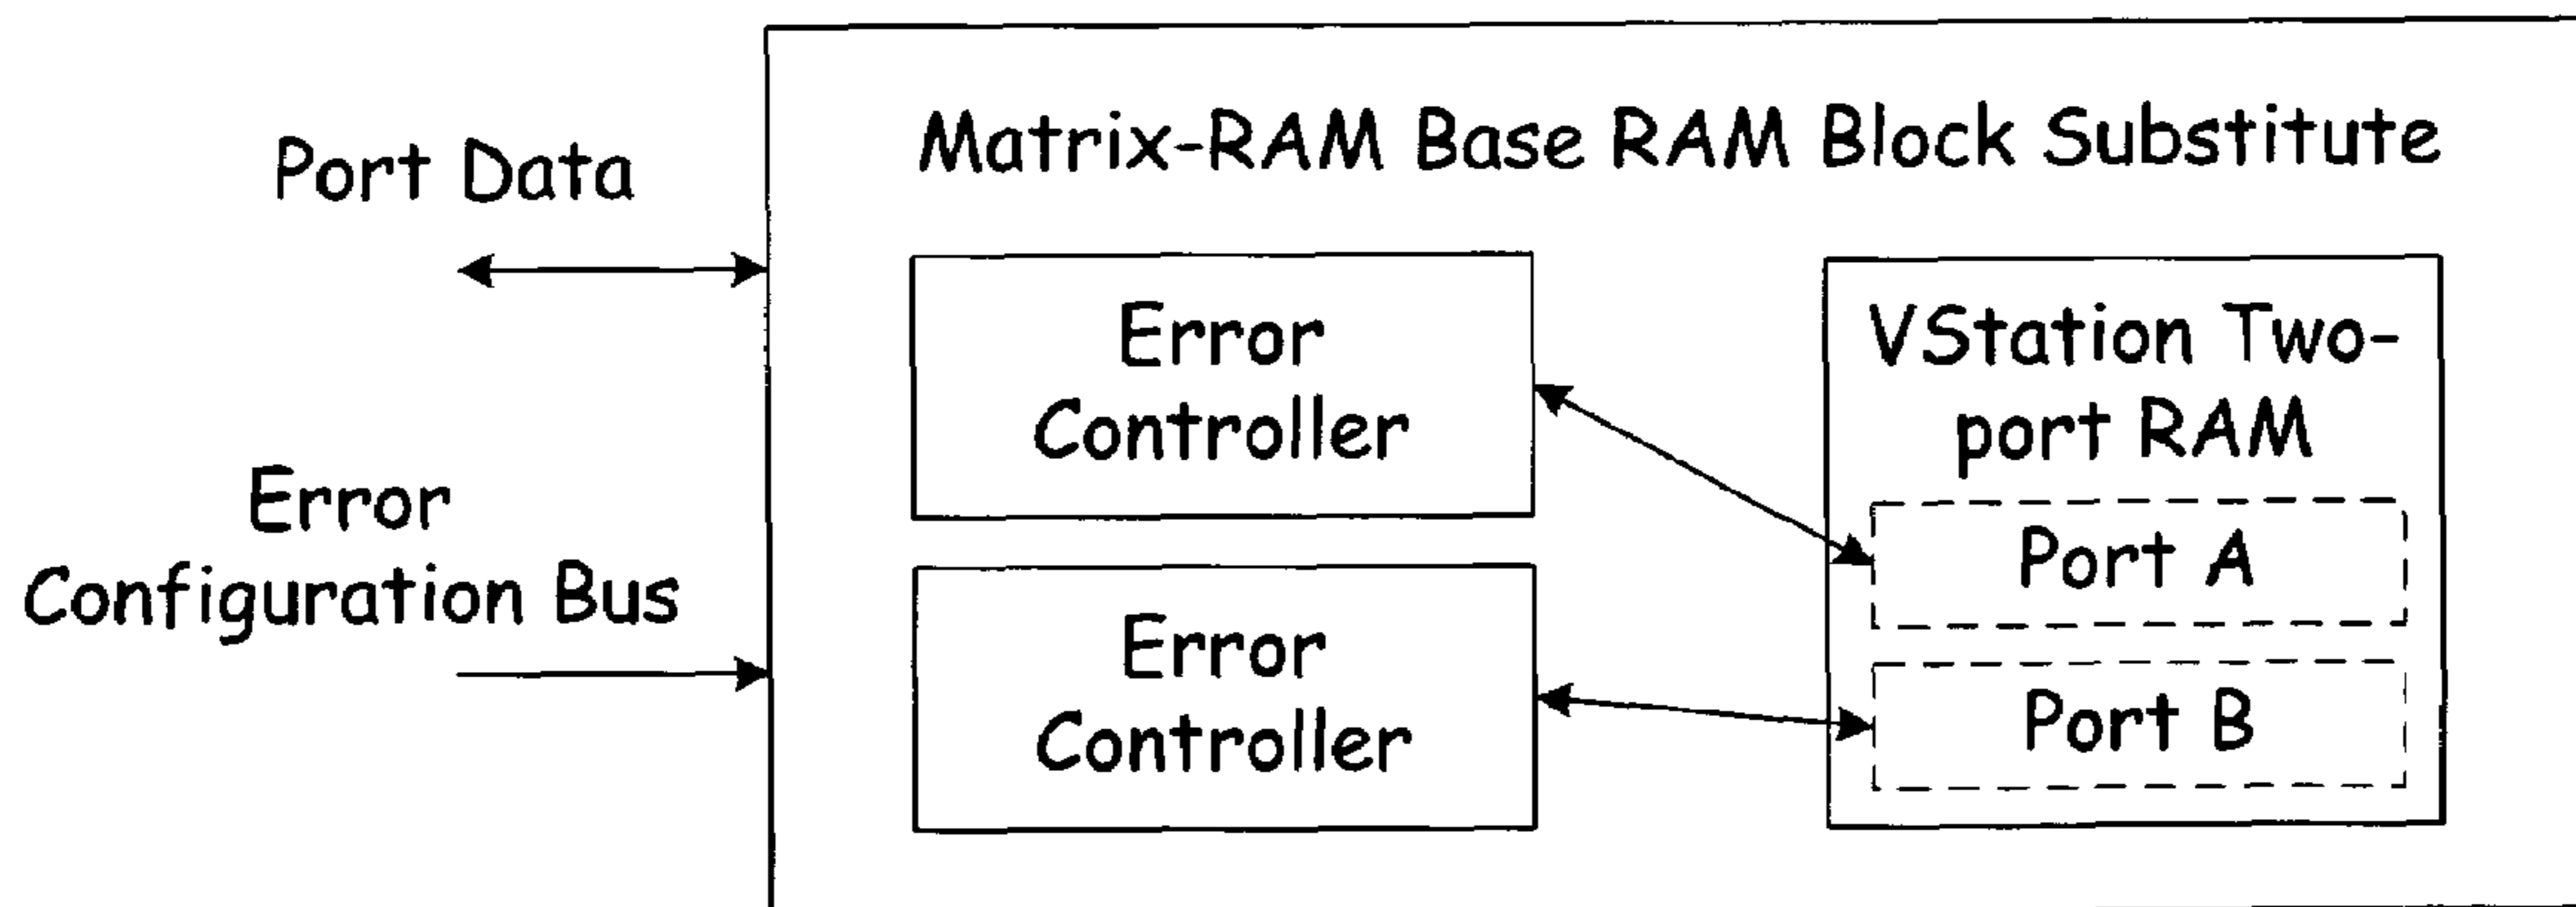 Matrix-RAM Base RAM Block Substitute
Port Data
Error
Configuration Bus
Error
Controller
Error
Controller
VStation Two-
port RAM
Port A
Port B